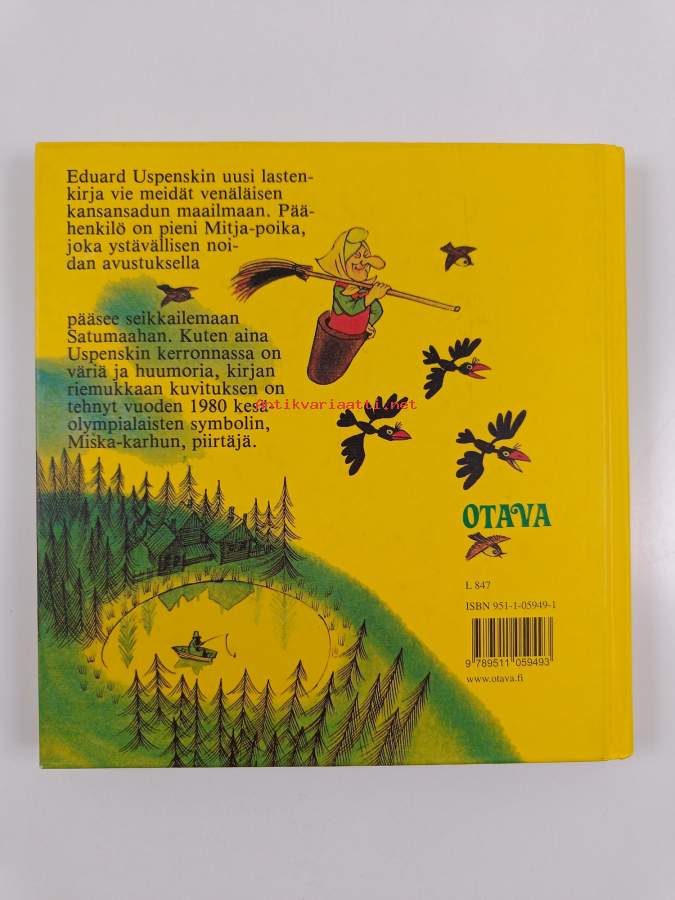 Eduard Uspenskin uusi lasten-
kirja vie meidät venäläisen
kansansadun maailmaan. Pää-
henkilö on pieni Mitja-poika,
joka ystävällisen noi-
dan avustuksella
pääsee seikkailemaan
Satumaahan. Kuten aina
Uspenskin kerronnassa on
väriä ja huumoria, kirjan
riemukkaan kuvituksen on
tehnyt vuoden 1980 kesä-
olympialaisten symbolin,
Miska-karhun, piirtäjä.
antikvariaatti.net
OTAVA
L 847
ISBN 951-1-05949-1
9 789511 059493
www.otava.fi